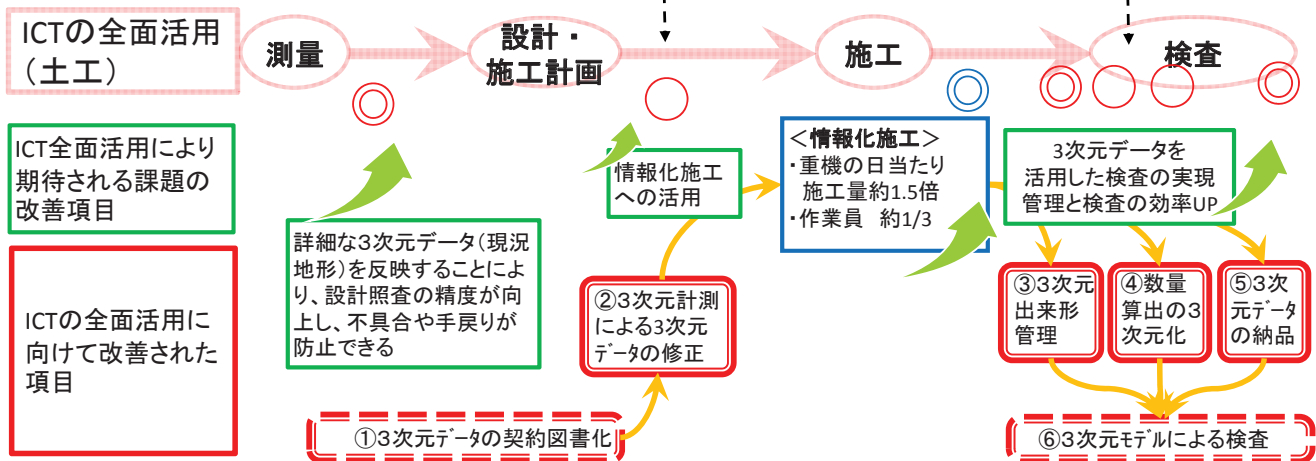 ICTの全面活用
（土工）
測量
設計・
施工計画
施工
検査
ICT全面活用により
期待される課題の
改善項目
詳細な3次元データ（現況
地形）を反映することによ
り、設計照査の精度が向
上し、不具合や手戻りが
防止できる
情報化施工
への活用
＜情報化施工＞
・重機の日当たり
施工量約1.5倍
・作業員　約1/3
3次元データを
活用した検査の実現
管理と検査の効率UP
ICTの全面活用に
向けて改善された
項目
②3次元計測
による3次元
データの修正
③3次元
出来形
管理
④数量
算出の3
次元化
⑤3次
元データ
の納品
①3次元データの契約図書化
⑥3次元モデルによる検査